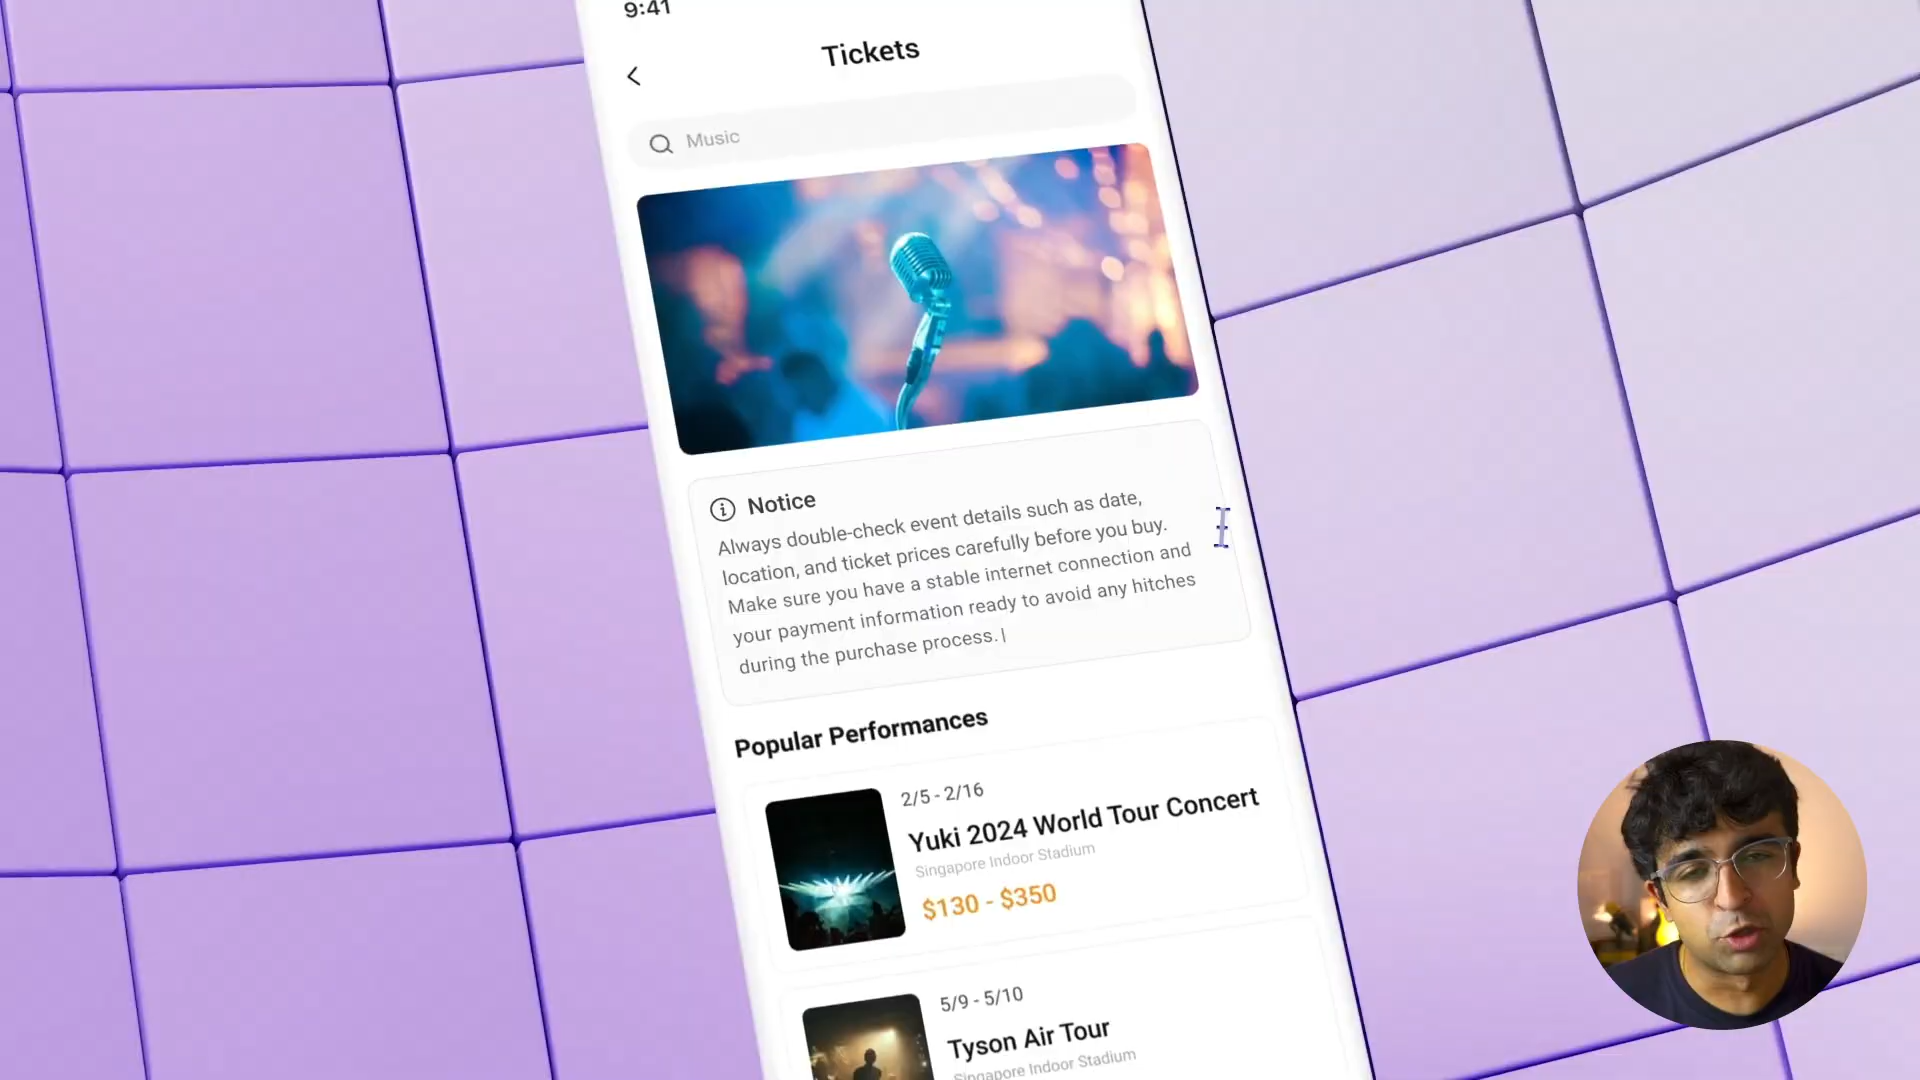 9:41
Tickets
Music
Notice
Always double-check event details such as date,
location, and ticket prices carefully before you buy.
Make sure you have a stable internet connection and
your payment information ready to avoid any hitches
during the purchase process.
Popular Performances
2/5 - 2/16
Yuki 2024 World Tour Concert
Singapore Indoor Stadium
$130 - $350
5/9 - 5/10
Tyson Air Tour
Singapore Indoor Stadium